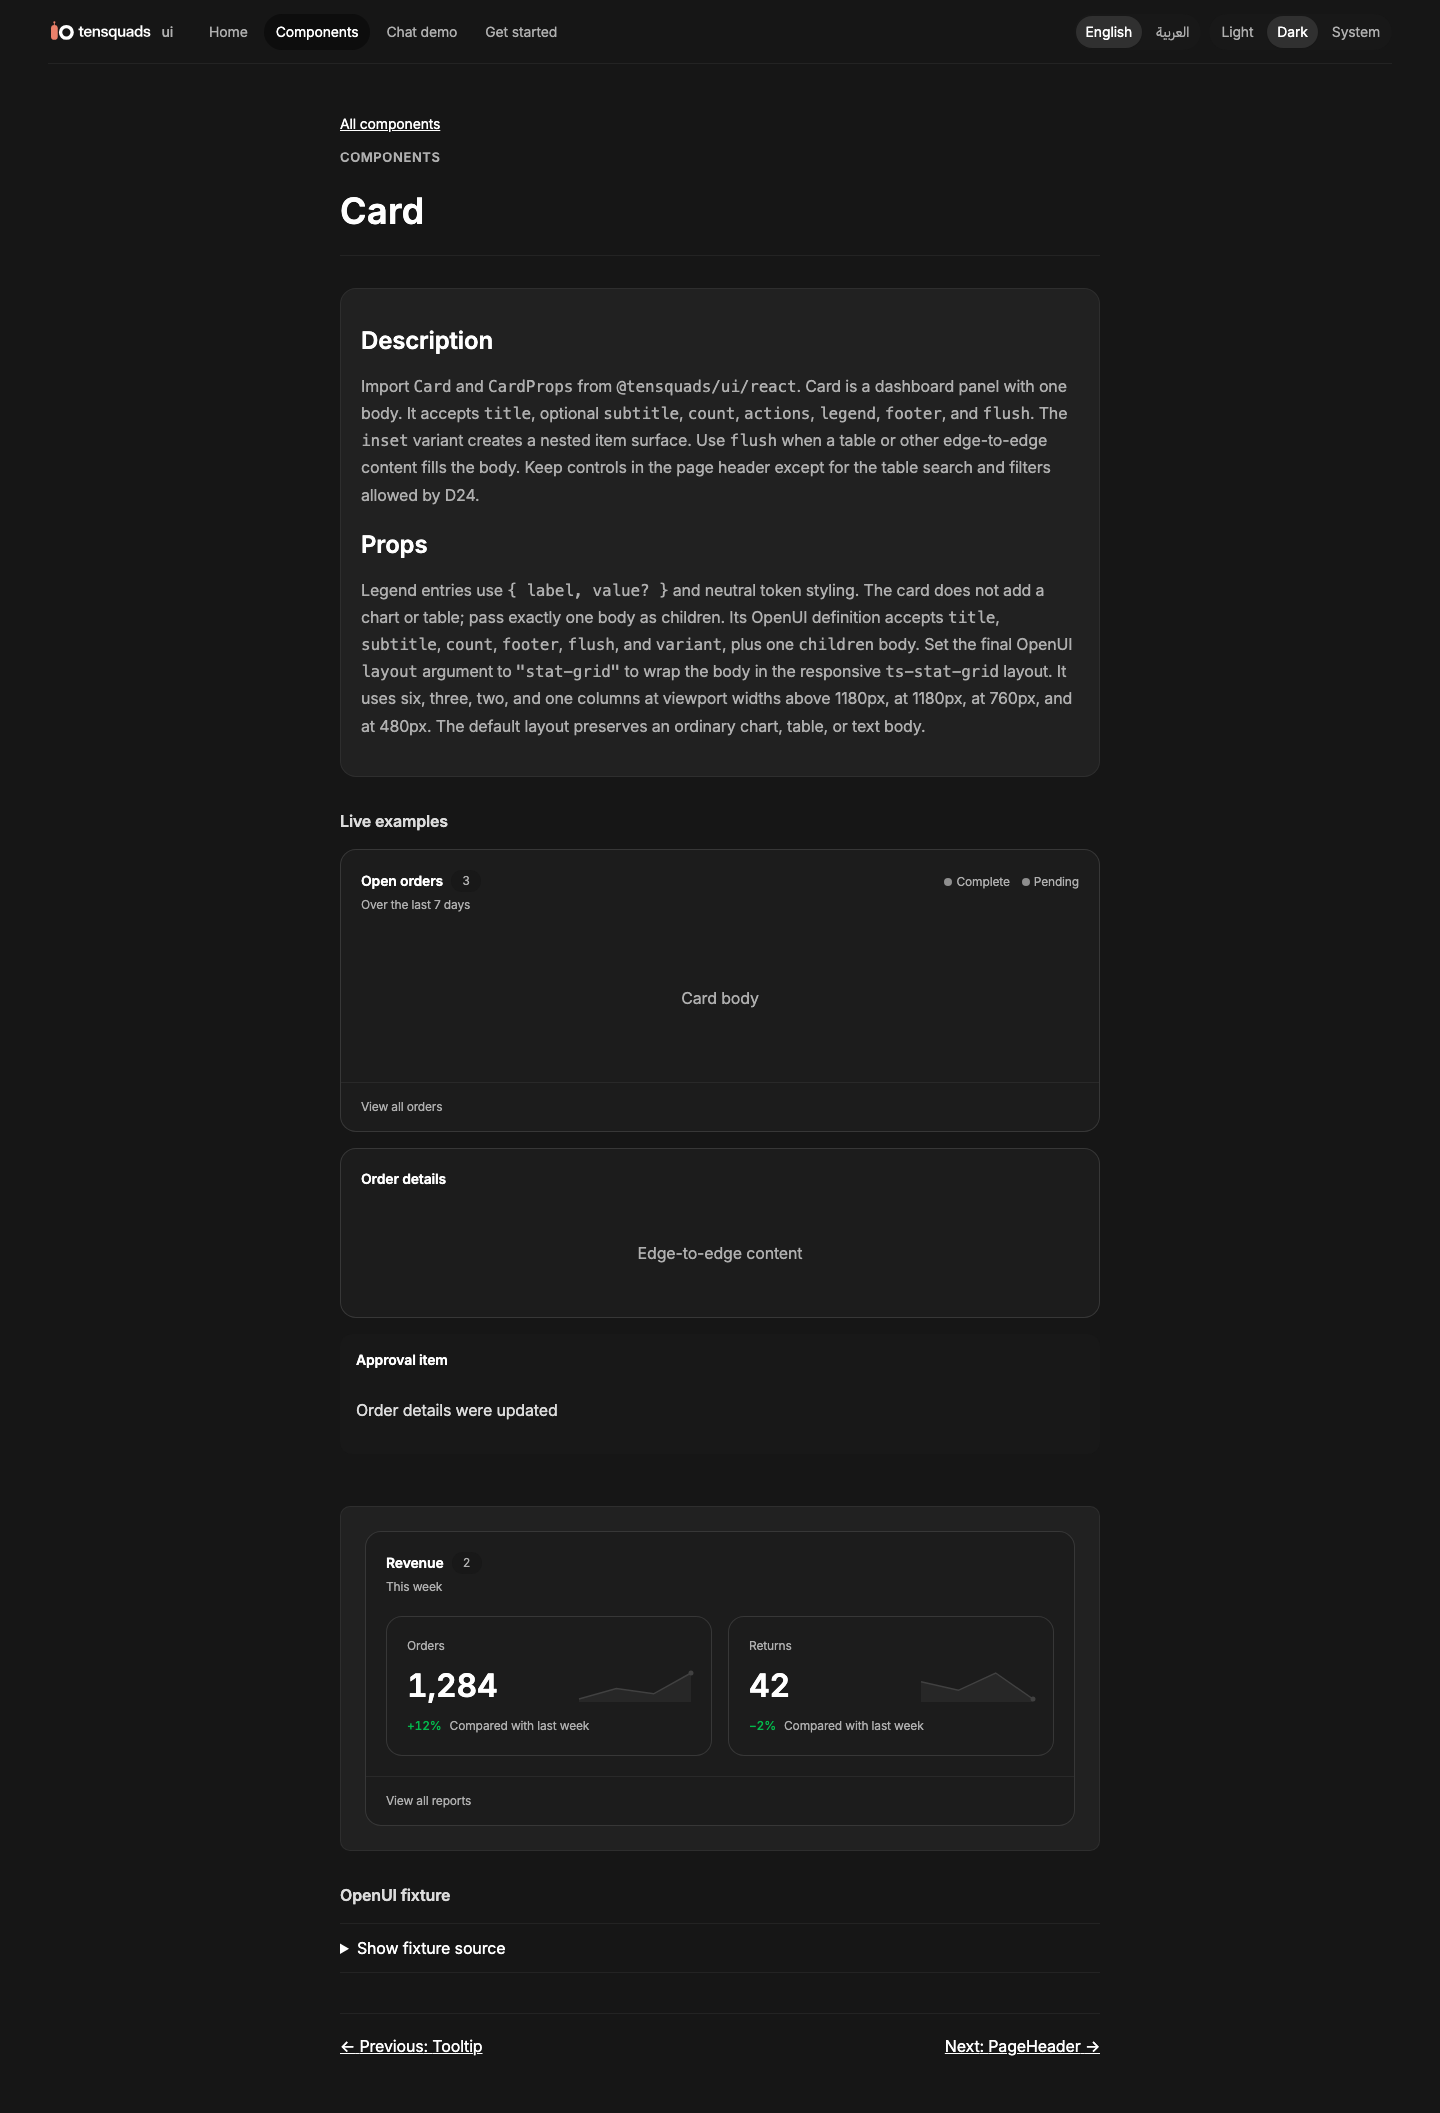 tensquads ui
Home
Components
Chat demo
Get started
English
العربية
Light
Dark
System
All components
COMPONENTS
Card
Description
Import Card and CardProps from @tensquads/ui/react. Card is a dashboard panel with one
body. It accepts title, optional subtitle, count, actions, legend, footer, and flush. The
inset variant creates a nested item surface. Use flush when a table or other edge-to-edge
content fills the body. Keep controls in the page header except for the table search and filters
allowed by D24.
Props
Legend entries use { label, value? } and neutral token styling. The card does not add a
chart or table; pass exactly one body as children. Its OpenUI definition accepts title,
subtitle, count, footer, flush, and variant, plus one children body. Set the final OpenUI
layout argument to "stat-grid" to wrap the body in the responsive ts-stat-grid layout. It
uses six, three, two, and one columns at viewport widths above 1180px, at 1180px, at 760px, and
at 480px. The default layout preserves an ordinary chart, table, or text body.
Live examples
Open orders 3
Complete
Pending
Over the last 7 days
Card body
View all orders
Order details
Edge-to-edge content
Approval item
Order details were updated
Revenue 2
This week
Orders
1,284
+12% Compared with last week
Returns
42
−2% Compared with last week
View all reports
OpenUI fixture
Show fixture source
← Previous: Tooltip
Next: PageHeader →